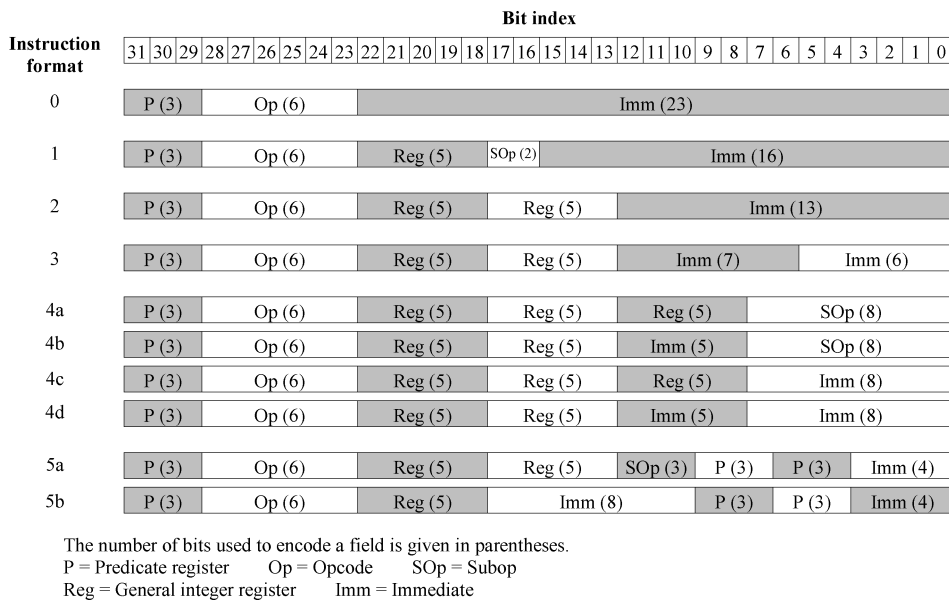 Bit index
Instruction format
31 30 29 28 27 26 25 24 23 22 21 20 19 18 17 16 15 14 13 12 11 10 9 8 7 6 5 4 3 2 1 0
0 P (3) Op (6) Imm (23)
1 P (3) Op (6) Reg (5) SOp (2) Imm (16)
2 P (3) Op (6) Reg (5) Reg (5) Imm (13)
3 P (3) Op (6) Reg (5) Reg (5) Imm (7) Imm (6)
4a P (3) Op (6) Reg (5) Reg (5) Reg (5) SOp (8)
4b P (3) Op (6) Reg (5) Reg (5) Imm (5) SOp (8)
4c P (3) Op (6) Reg (5) Reg (5) Reg (5) Imm (8)
4d P (3) Op (6) Reg (5) Reg (5) Imm (5) Imm (8)
5a P (3) Op (6) Reg (5) Reg (5) SOp (3) P (3) P (3) Imm (4)
5b P (3) Op (6) Reg (5) Imm (8) P (3) P (3) Imm (4)
The number of bits used to encode a field is given in parentheses.
P = Predicate register Op = Opcode SOp = Subop
Reg = General integer register Imm = Immediate